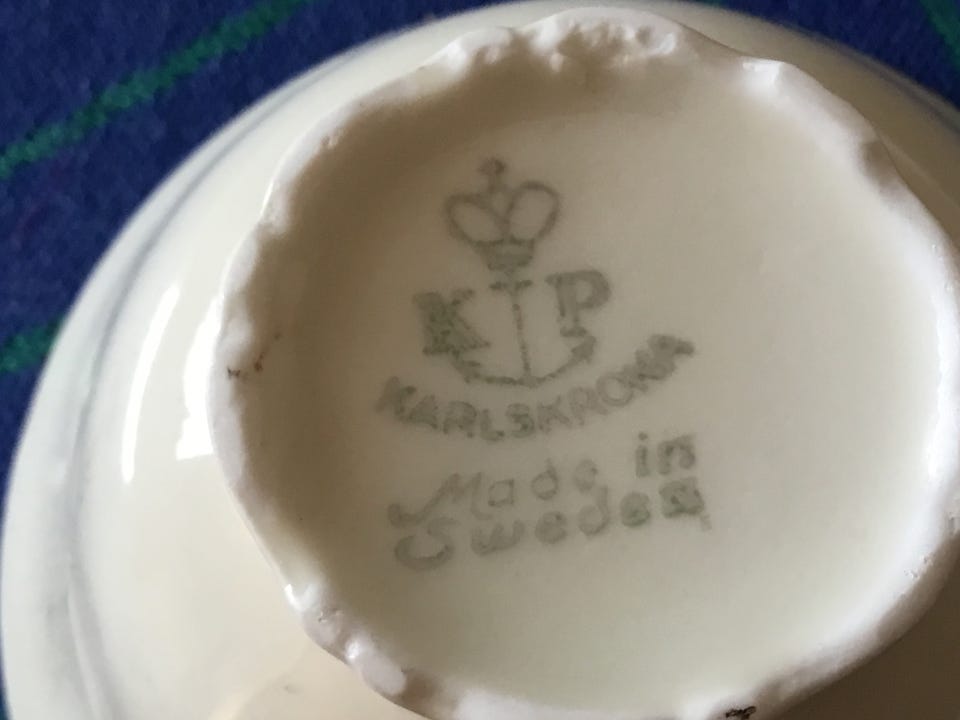 K P
KARLSKRONA
Made in
Sweden